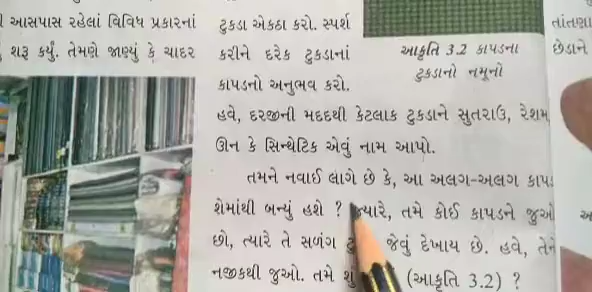 આસપાસ રહેલાં વિવિધ પ્રકારનાં
શરૂ કર્યું. તેમણે જાણ્યું કે ચાદર
ટુકડા એકઠા કરો. સ્પર્શ
કરીને દરેક ટુકડાનાં
કાપડનો અનુભવ કરો.
આકૃતિ 3.2 કાપડના
ટુકડાનો નમૂનો
હવે, દરજીની મદદથી કેટલાક ટુકડાને સુતરાઉ, રેશમ
ઊન કે સિન્થેટિક એવું નામ આપો.
તમને નવાઈ લાગે છે કે, આ અલગ-અલગ કાપડ
શેમાંથી બન્યું હશે ? જ્યારે, તમે કોઈ કાપડને જુઓ
છો, ત્યારે તે સળંગ જેવું દેખાય છે. હવે, તેને
નજીકથી જુઓ. તમે શું (આકૃતિ 3.2) ?
તાંતણા
છેડાને